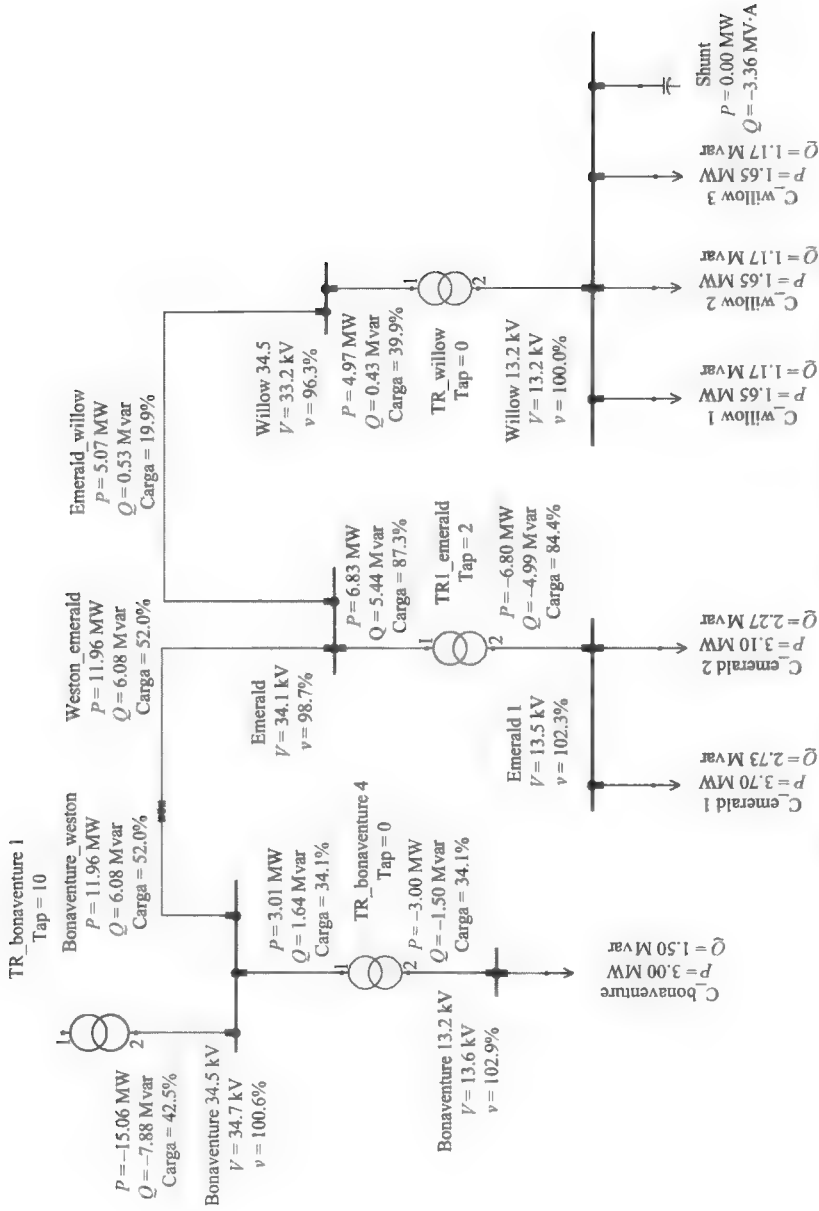 TR_bonaventure 1
Tap = 10
1
2
P = −15.06 MW
Q = −7.88 Mvar
Carga = 42.5%
Bonaventure 34.5 kV
V = 34.7 kV
v = 100.6%
Bonaventure_weston
P = 11.96 MW
Q = 6.08 Mvar
Carga = 52.0%
P = 3.01 MW
Q = 1.64 Mvar
Carga = 34.1%
1
2
TR_bonaventure 4
Tap = 0
P = −3.00 MW
Q = −1.50 Mvar
Carga = 34.1%
Bonaventure 13.2 kV
V = 13.6 kV
v = 102.9%
C_bonaventure
P = 3.00 MW
Q = 1.50 Mvar
Weston_emerald
P = 11.96 MW
Q = 6.08 Mvar
Carga = 52.0%
Emerald
V = 34.1 kV
v = 98.7%
P = 6.83 MW
Q = 5.44 Mvar
Carga = 87.3%
1
2
TR1_emerald
Tap = 2
P = −6.80 MW
Q = −4.99 Mvar
Carga = 84.4%
Emerald 1
V = 13.5 kV
v = 102.3%
C_emerald 1
P = 3.70 MW
Q = 2.73 Mvar
C_emerald 2
P = 3.10 MW
Q = 2.27 Mvar
Emerald_willow
P = 5.07 MW
Q = 0.53 Mvar
Carga = 19.9%
Willow 34.5
V = 33.2 kV
v = 96.3%
P = 4.97 MW
Q = 0.43 Mvar
Carga = 39.9%
1
2
TR_willow
Tap = 0
Willow 13.2 kV
V = 13.2 kV
v = 100.0%
C_willow 1
P = 1.65 MW
Q = 1.17 Mvar
C_willow 2
P = 1.65 MW
Q = 1.17 Mvar
C_willow 3
P = 1.65 MW
Q = 1.17 Mvar
Shunt
P = 0.00 MW
Q = −3.36 MV·A